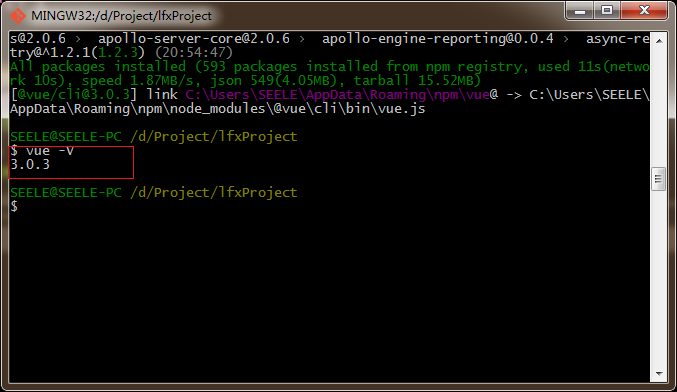 MINGW32:/d/Project/lfxProject
s@2.0.6 › apollo-server-core@2.0.6 › apollo-engine-reporting@0.0.4 › async-re
try@^1.2.1(1.2.3) (20:54:47)
All packages installed (593 packages installed from npm registry, used 11s(netwo
rk 10s), speed 1.87MB/s, json 549(4.05MB), tarball 15.52MB)
[@vue/cli@3.0.3] link C:\Users\SEELE\AppData\Roaming\npm\vue@ -> C:\Users\SEELE\
AppData\Roaming\npm\node_modules\@vue\cli\bin\vue.js
SEELE@SEELE-PC /d/Project/lfxProject
$ vue -V
3.0.3
SEELE@SEELE-PC /d/Project/lfxProject
$